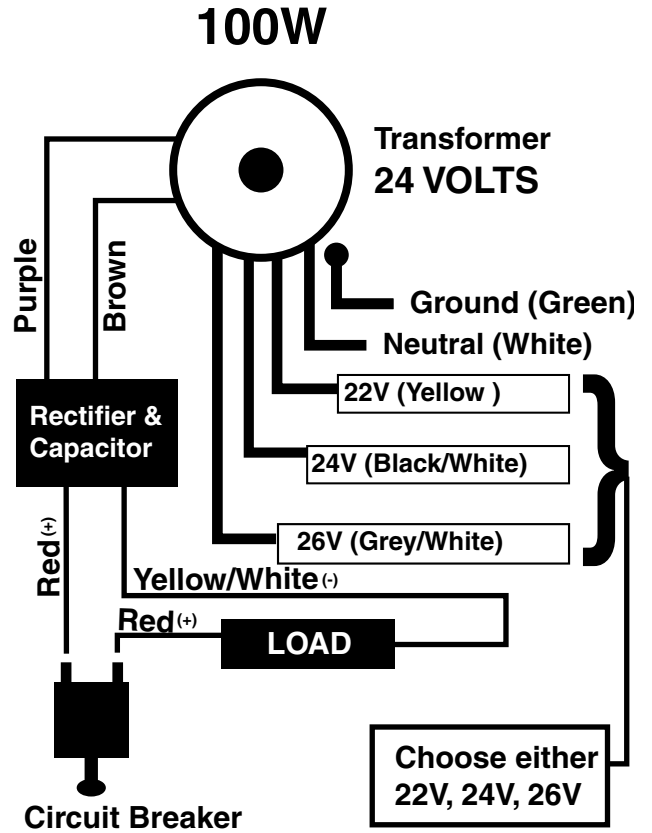 100W
Transformer
24 VOLTS
Purple
Brown
Ground (Green)
Neutral (White)
22V (Yellow )
24V (Black/White)
26V (Grey/White)
Rectifier &
Capacitor
Red(+)
Yellow/White (-)
Red(+)
LOAD
Choose either
22V, 24V, 26V
Circuit Breaker